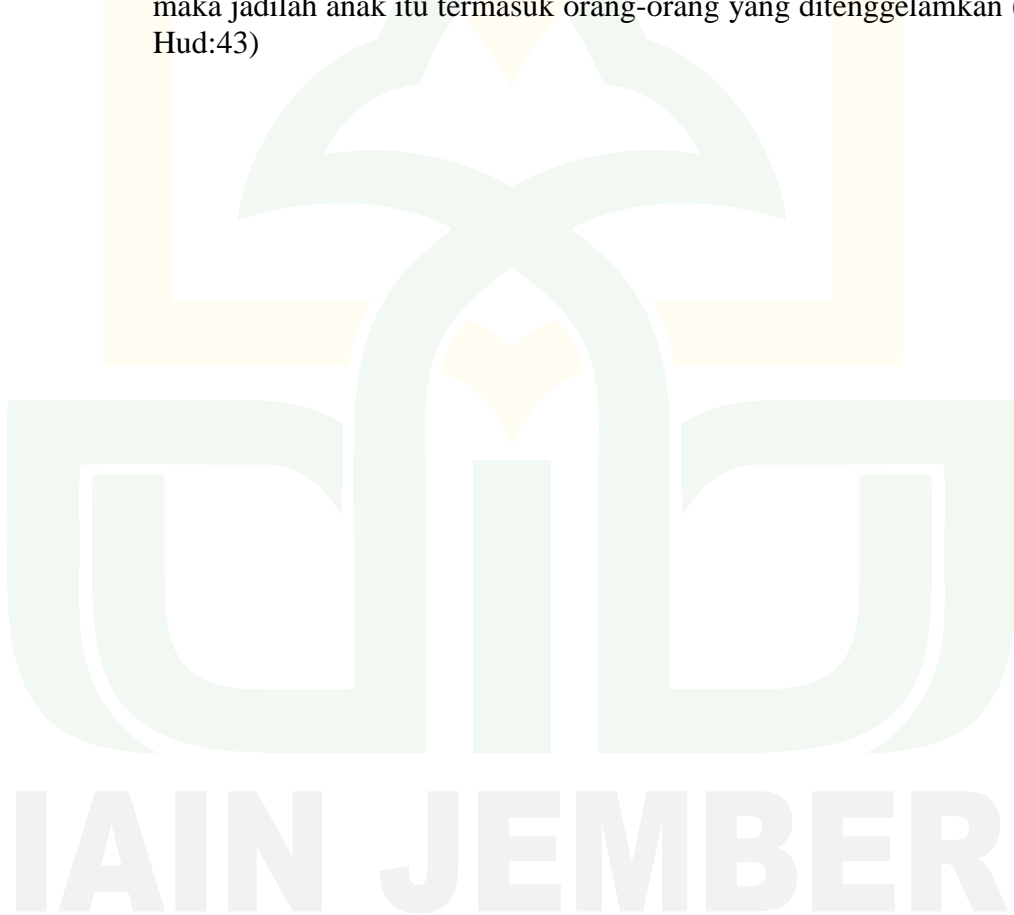 maka jadilah anak itu termasuk orang-orang yang ditenggelamkan (
Hud:43)
IAIN JEMBER